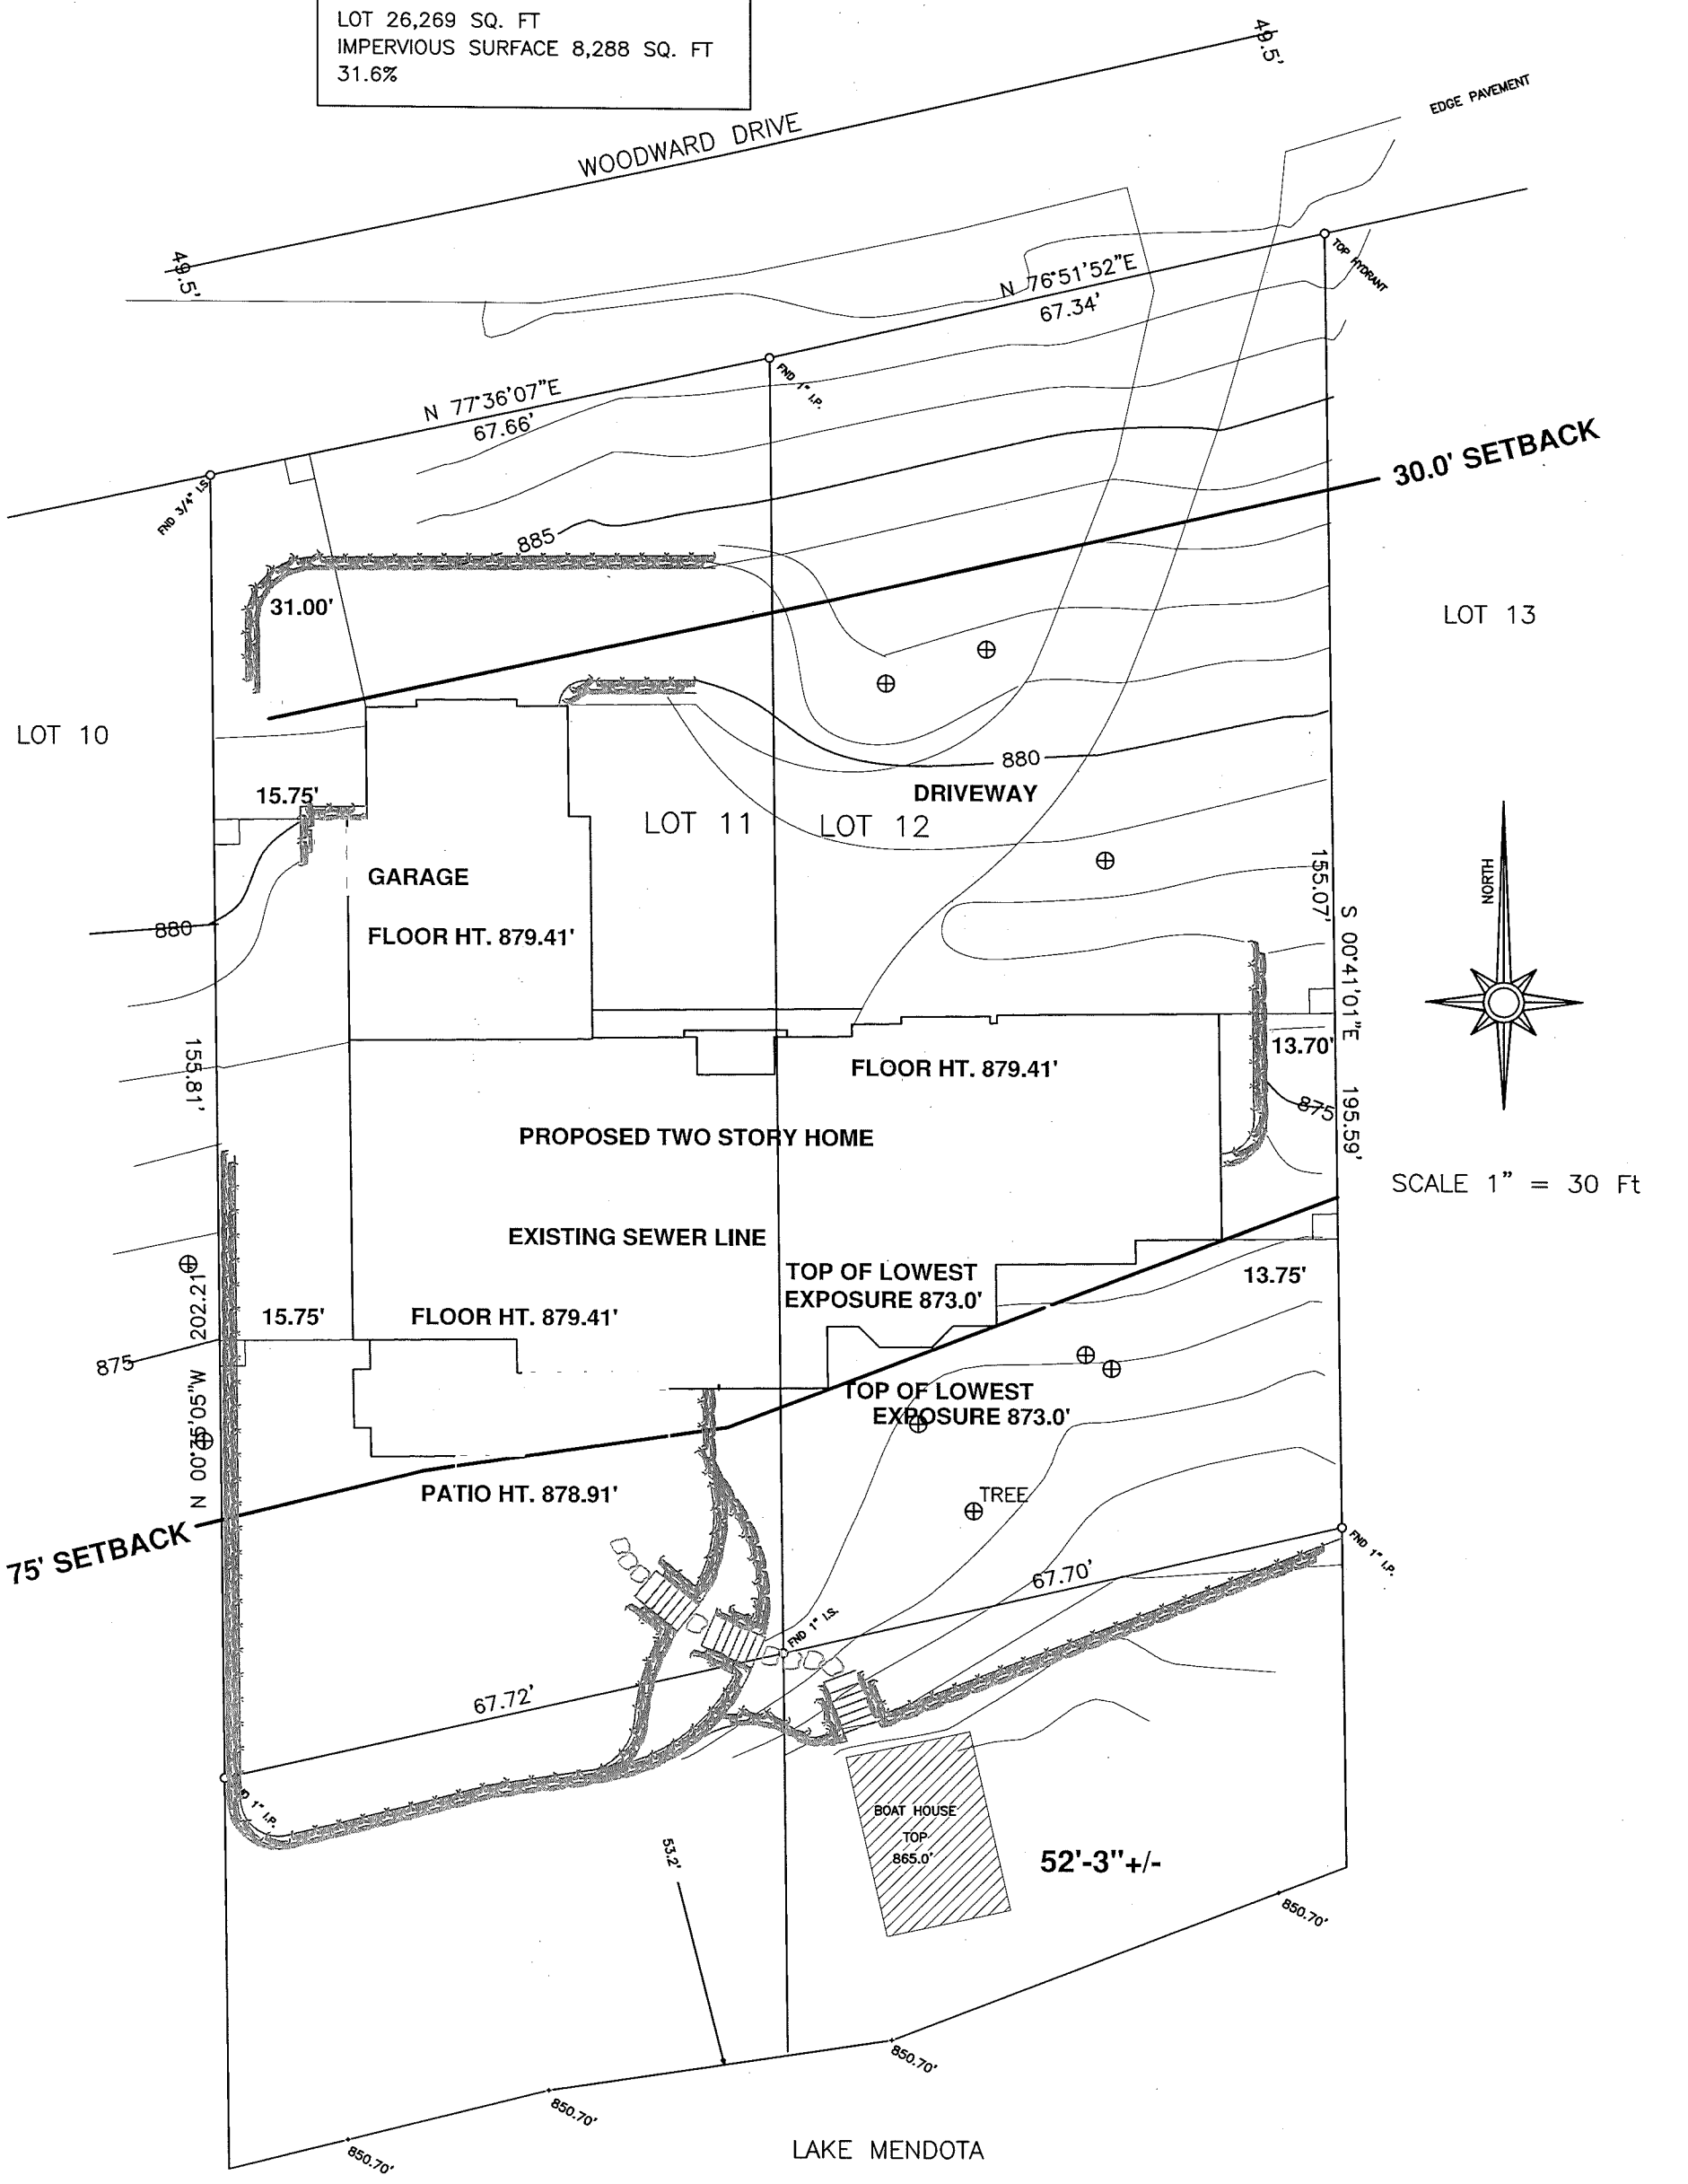 LOT 26,269 SQ. FT
IMPERVIOUS SURFACE 8,288 SQ. FT
31.6%
49.5'
EDGE PAVEMENT
WOODWARD DRIVE
49.5'
TOP HYDRANT
N 76°51'52"E
67.34'
FND 1" I.P.
N 77°36'07"E
67.66'
30.0' SETBACK
FND 3/4" I.S.
885
31.00'
LOT 13
LOT 10
880
DRIVEWAY
15.75'
LOT 11
LOT 12
155.07'
NORTH
GARAGE
880
FLOOR HT. 879.41'
S 00°41'01"E 195.59'
13.70'
155.81'
FLOOR HT. 879.41'
875
PROPOSED TWO STORY HOME
SCALE 1" = 30 Ft
EXISTING SEWER LINE
TOP OF LOWEST
EXPOSURE 873.0'
13.75'
15.75'
FLOOR HT. 879.41'
875
N 00°25'05"W 202.21'
TOP OF LOWEST
EXPOSURE 873.0'
PATIO HT. 878.91'
TREE
75' SETBACK
FND 1" I.P.
67.70'
FND 1" I.S.
67.72'
D 1" I.P.
BOAT HOUSE
TOP
865.0'
53.2'
52'-3"+/-
850.70'
850.70'
850.70'
850.70'
LAKE MENDOTA